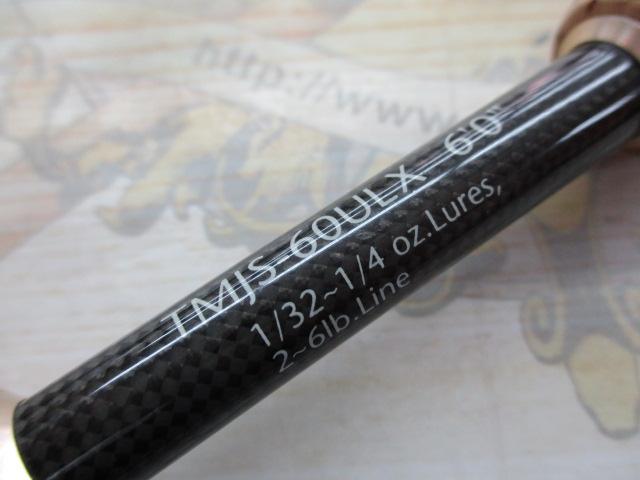 http://www
TMJS-60ULX 6'0"
1/32~1/4 oz.Lures,
2~6lb.Line